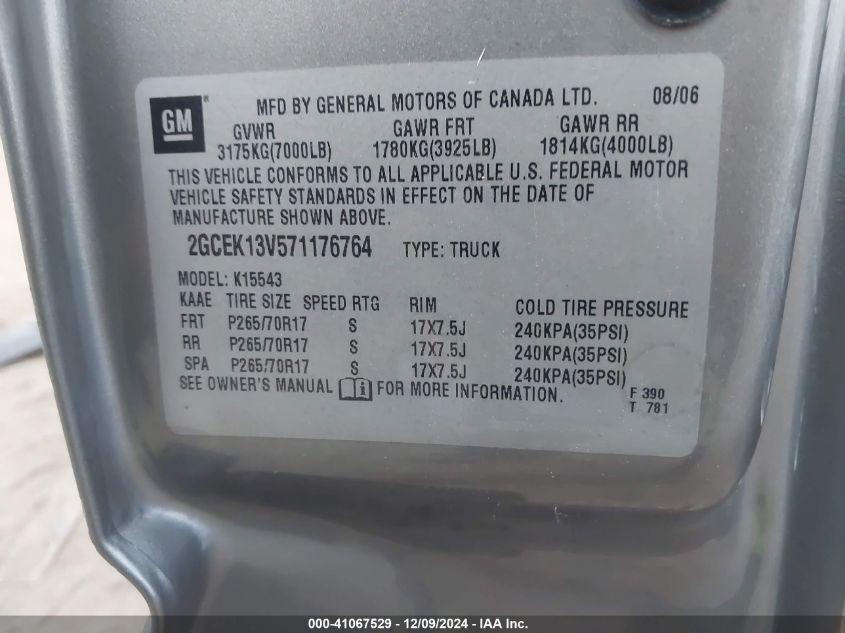 GM
MFD BY GENERAL MOTORS OF CANADA LTD. 08/06
GVWR GAWR FRT GAWR RR
3175KG(7000LB) 1780KG(3925LB) 1814KG(4000LB)
THIS VEHICLE CONFORMS TO ALL APPLICABLE U.S. FEDERAL MOTOR
VEHICLE SAFETY STANDARDS IN EFFECT ON THE DATE OF
MANUFACTURE SHOWN ABOVE.
2GCEK13V571176764 TYPE: TRUCK
MODEL: K15543
KAAE TIRE SIZE SPEED RTG RIM COLD TIRE PRESSURE
FRT P265/70R17 S 17X7.5J 240KPA(35PSI)
RR P265/70R17 S 17X7.5J 240KPA(35PSI)
SPA P265/70R17 S 17X7.5J 240KPA(35PSI)
SEE OWNER'S MANUAL FOR MORE INFORMATION.
F 390
T 781
000-41067529 - 12/09/2024 - IAA Inc.